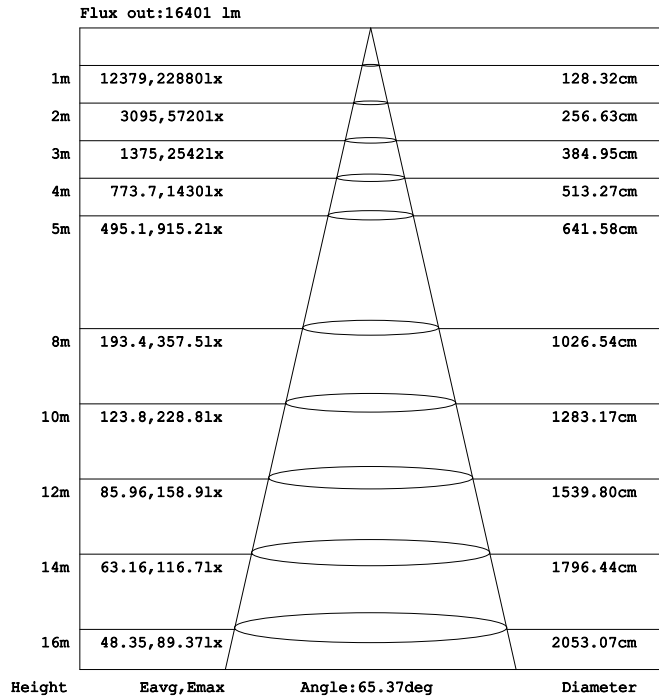 Flux out:16401 lm
1m 12379,22880lx 128.32cm
2m 3095,5720lx 256.63cm
3m 1375,2542lx 384.95cm
4m 773.7,1430lx 513.27cm
5m 495.1,915.2lx 641.58cm
8m 193.4,357.5lx 1026.54cm
10m 123.8,228.8lx 1283.17cm
12m 85.96,158.9lx 1539.80cm
14m 63.16,116.7lx 1796.44cm
16m 48.35,89.37lx 2053.07cm
Height Eavg,Emax Angle:65.37deg Diameter